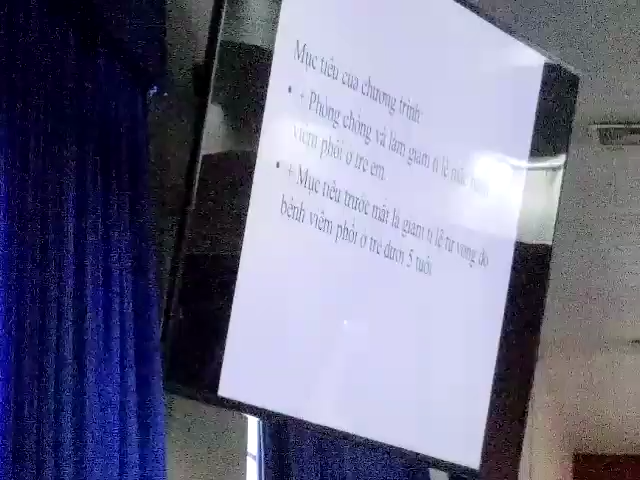 Mục tiêu của chương trình:
• + Phòng chống và làm giảm tỉ lệ mắc
viêm phổi ở trẻ em.
• + Mục tiêu trước mắt là giảm tỉ lệ tử vong do
bệnh viêm phổi ở trẻ dưới 5 tuổi